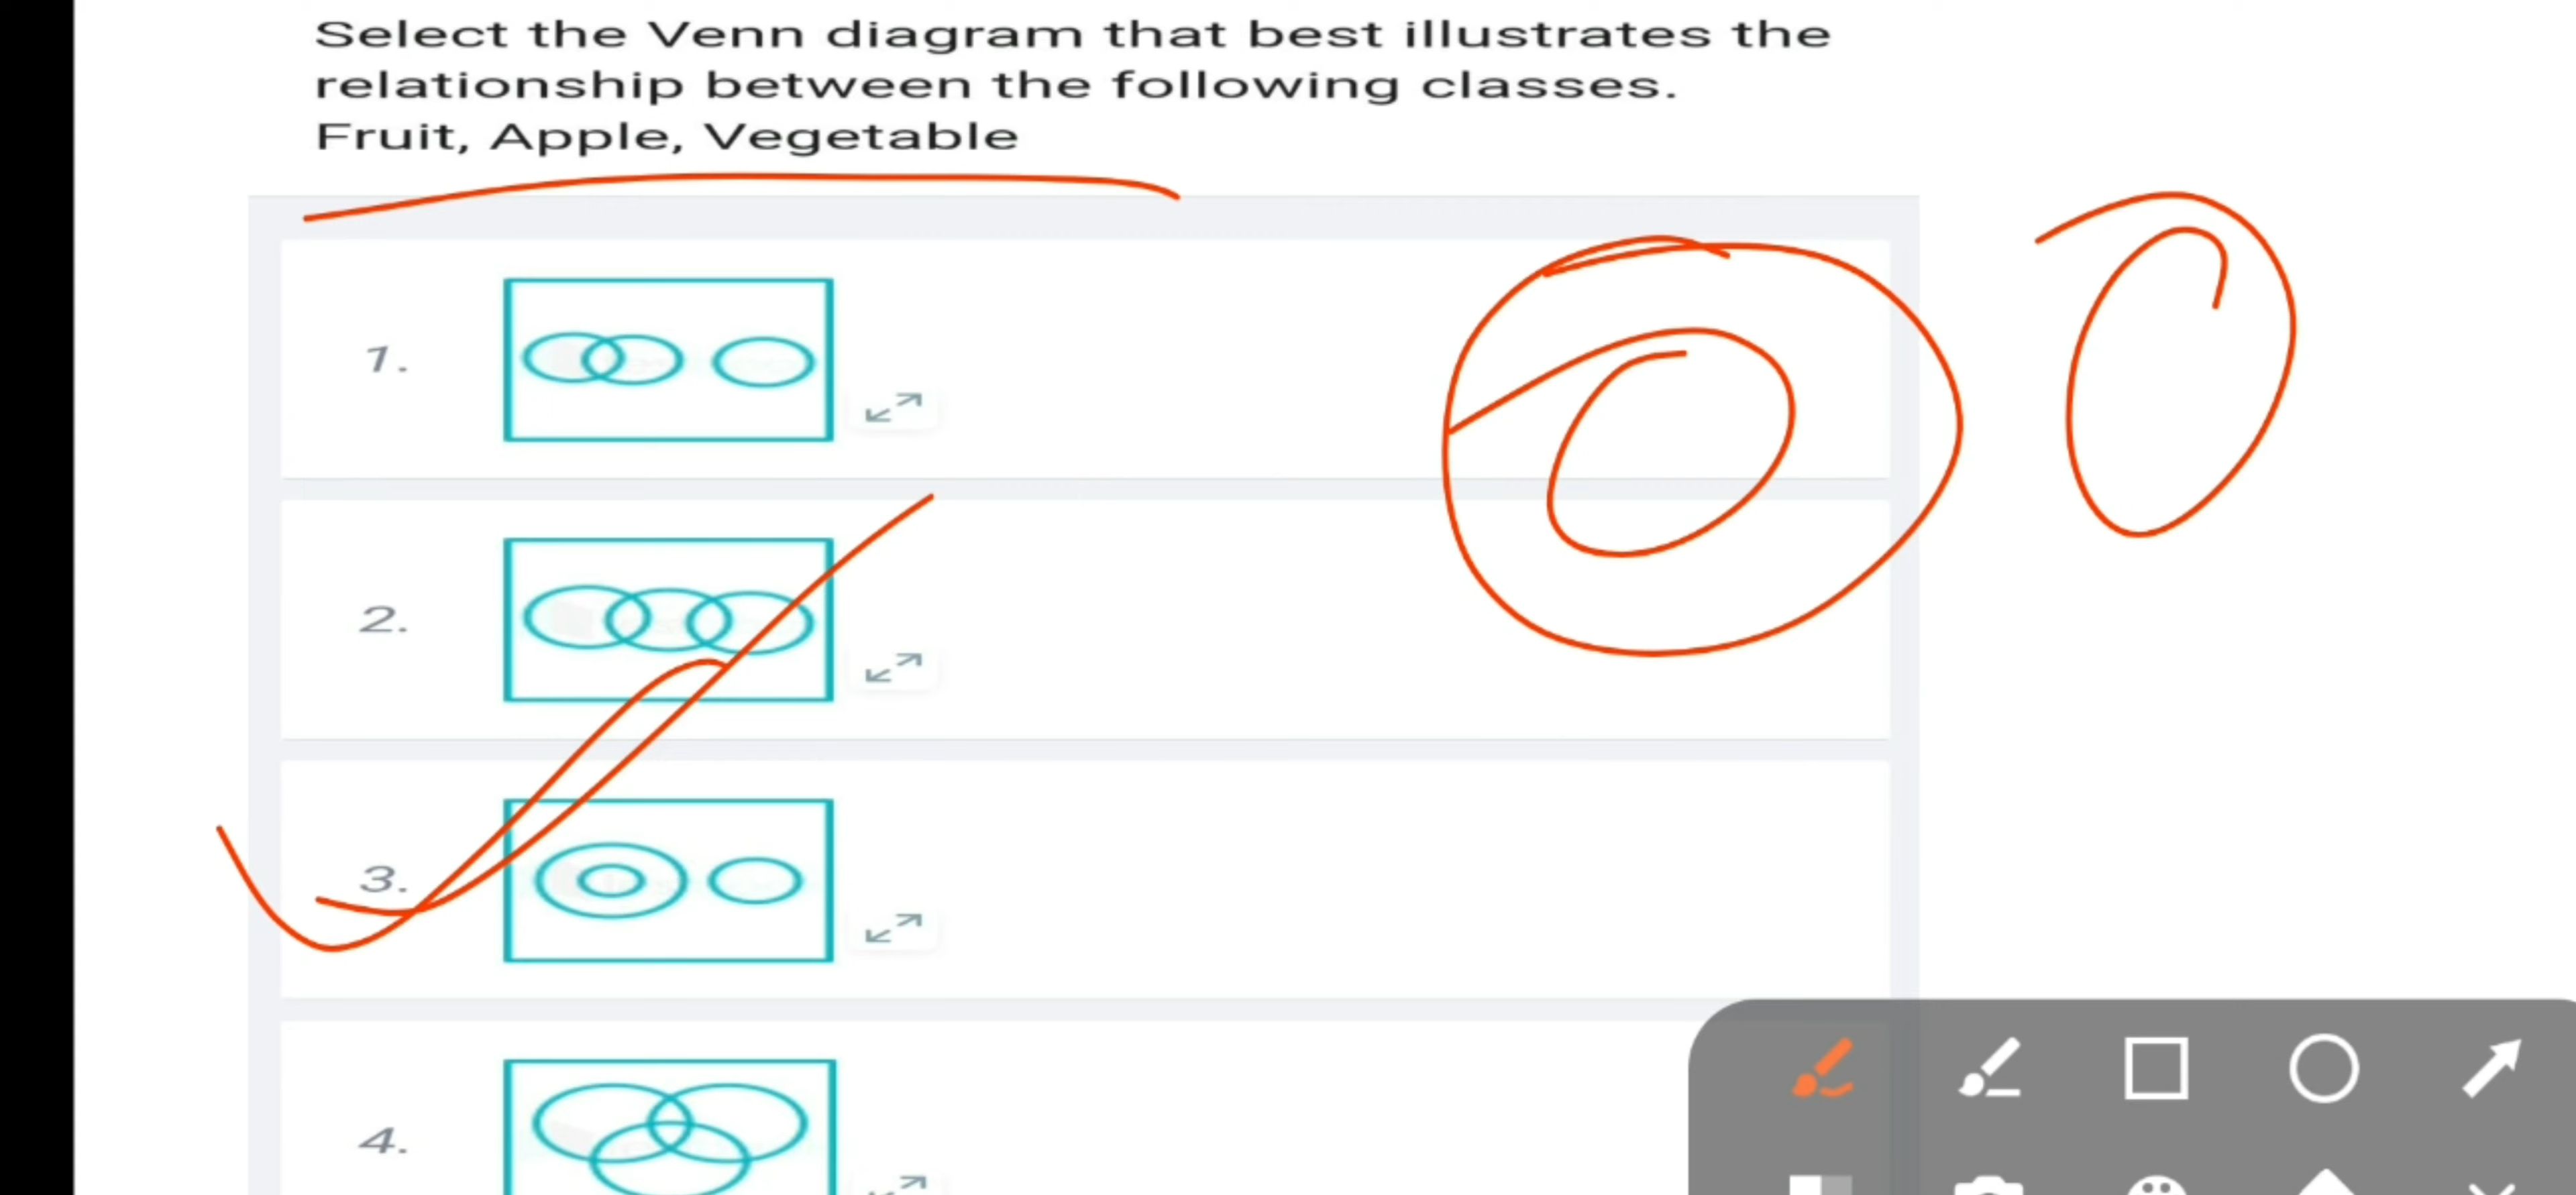 Select the Venn diagram that best illustrates the
relationship between the following classes.
Fruit, Apple, Vegetable
1.
2.
3.
4.